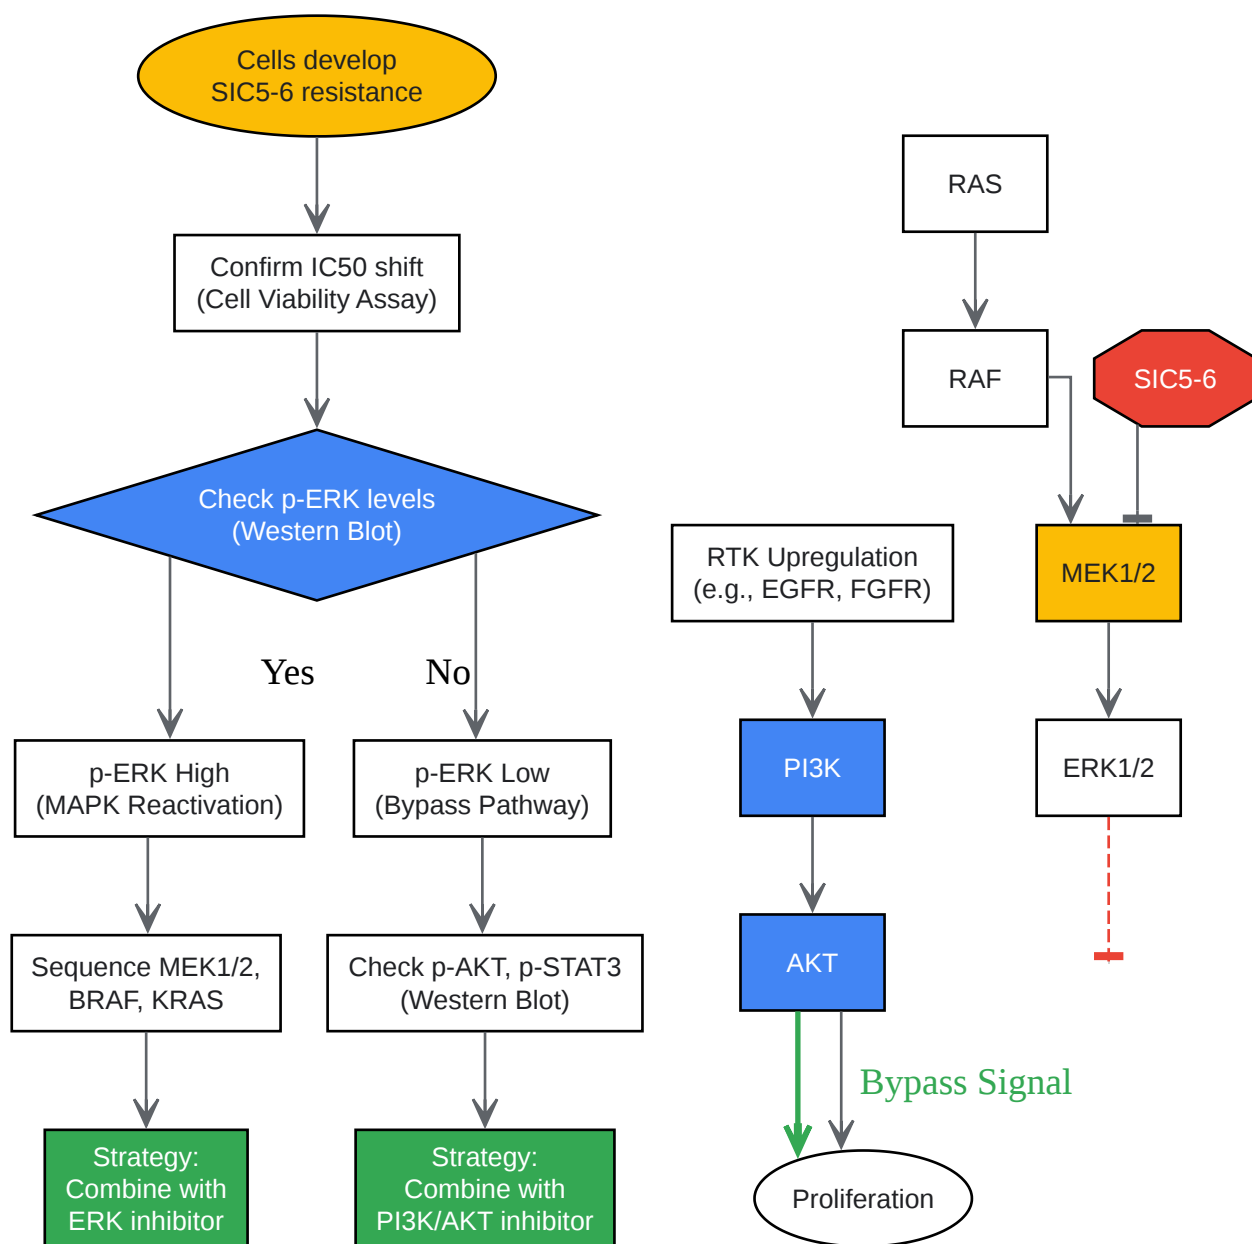 Cells develop
SIC5-6 resistance
Confirm IC50 shift
(Cell Viability Assay)
Check p-ERK levels
(Western Blot)
Yes
No
p-ERK High
(MAPK Reactivation)
p-ERK Low
(Bypass Pathway)
Sequence MEK1/2,
BRAF, KRAS
Check p-AKT, p-STAT3
(Western Blot)
Strategy:
Combine with
ERK inhibitor
Strategy:
Combine with
PI3K/AKT inhibitor
RAS
RAF
SIC5-6
RTK Upregulation
(e.g., EGFR, FGFR)
MEK1/2
PI3K
ERK1/2
AKT
Bypass Signal
Proliferation